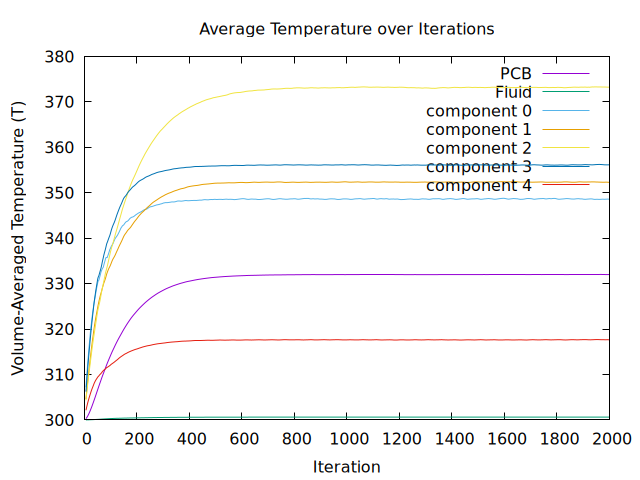 Average Temperature over Iterations
Volume-Averaged Temperature (T)
380
370
360
350
340
330
320
310
300
PCB
Fluid
component 0
component 1
component 2
component 3
component 4
0 200 400 600 800 1000 1200 1400 1600 1800 2000
Iteration